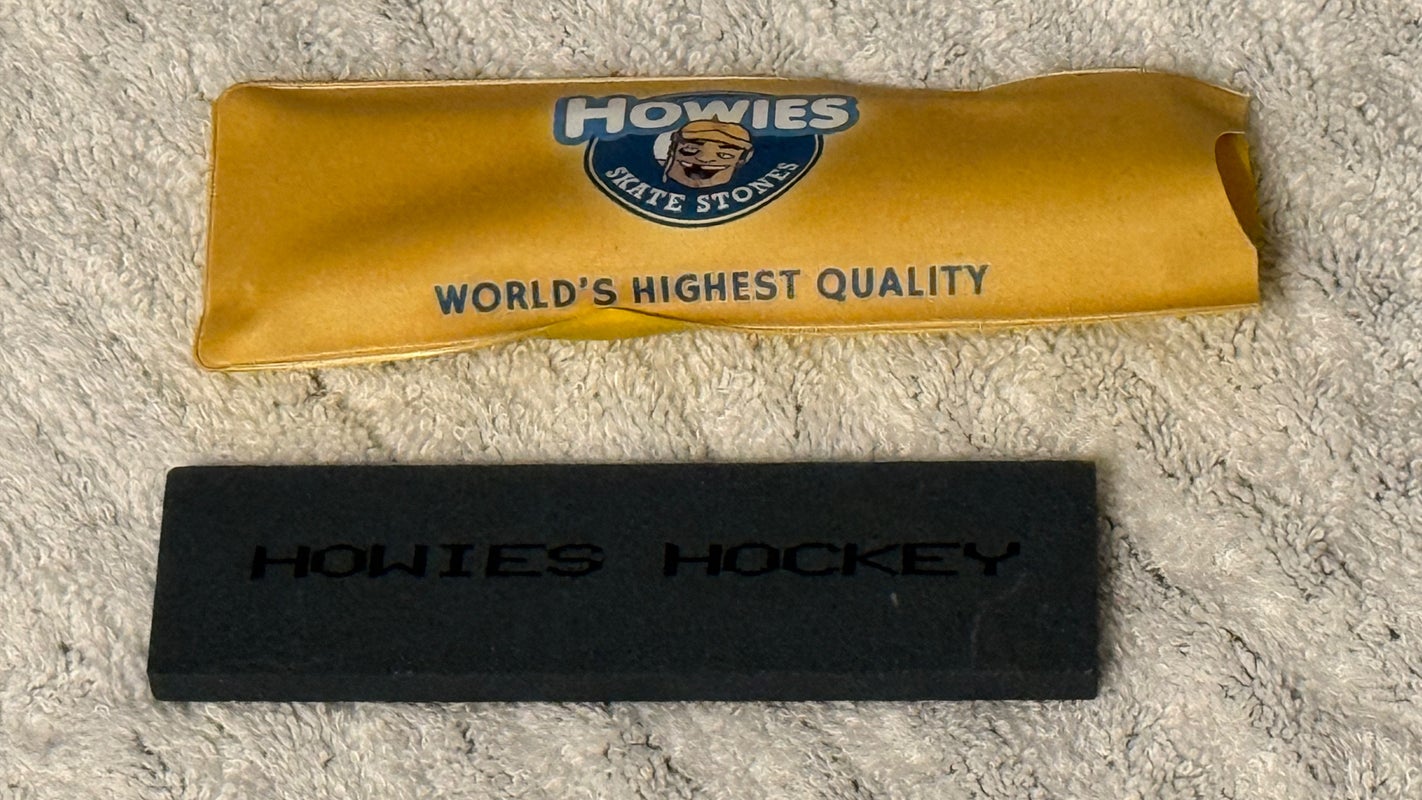 HOWIES
SKATE STONES
WORLD'S HIGHEST QUALITY
HOWIES HOCKEY